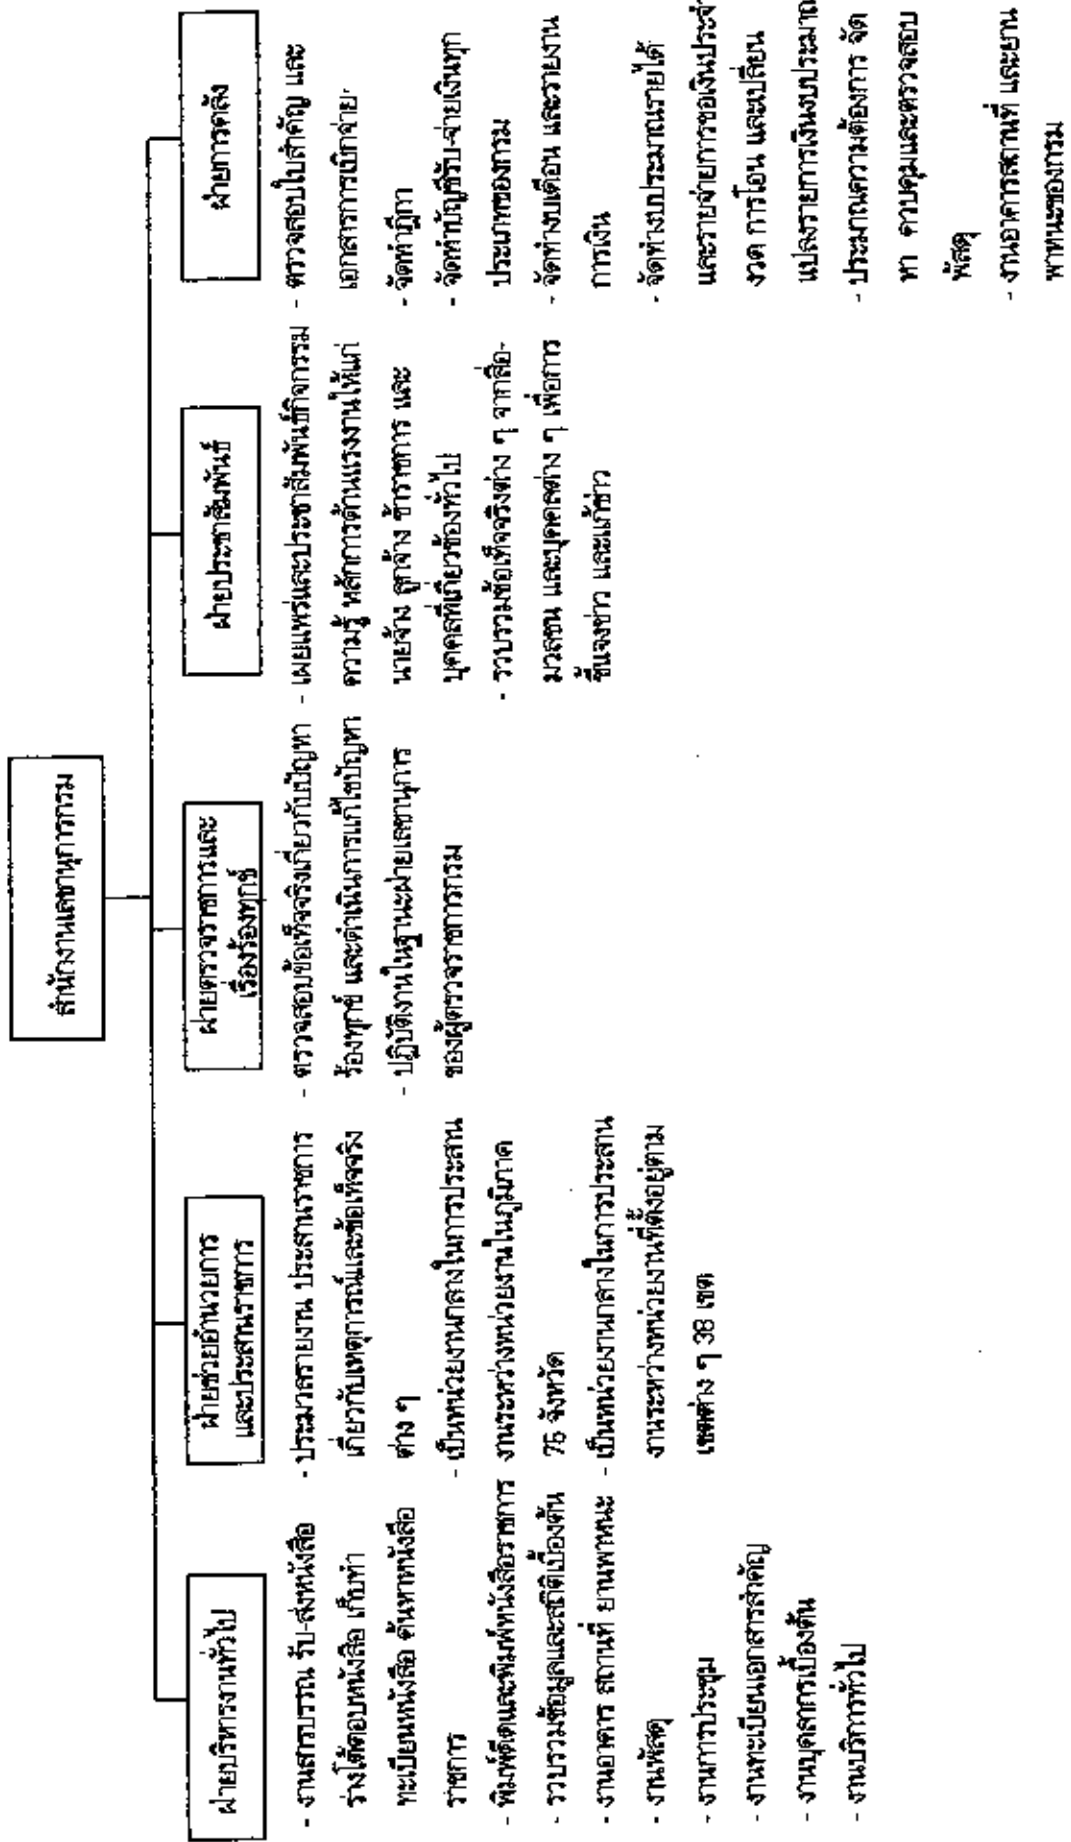 สำนักงานเลขานุการกรม
ฝ่ายบริหารงานทั่วไป
- งานสารบรรณ รับ-ส่งหนังสือ
ร่างโต้ตอบหนังสือ เก็บทำ
ทะเบียนหนังสือ ค้นหาหนังสือ
ราชการ
- พิมพ์ดีดและพิมพ์หนังสือราชการ
- รวบรวมข้อมูลและสถิติเบื้องต้น
- งานอาคาร สถานที่ ยานพาหนะ
- งานพัสดุ
- งานการประชุม
- งานทะเบียนเอกสารสำคัญ
- งานบุคลากรเบื้องต้น
- งานบริการทั่วไป
ฝ่ายช่วยอำนวยการ
และประสานราชการ
- ประมวลรายงาน ประสานราชการ
เกี่ยวกับเหตุการณ์และข้อเท็จจริง
ต่าง ๆ
- เป็นหน่วยงานกลางในการประสาน
งานระหว่างหน่วยงานในภูมิภาค
75 จังหวัด
- เป็นหน่วยงานกลางในการประสาน
งานระหว่างหน่วยงานที่ตั้งอยู่ตาม
เขตต่าง ๆ 38 เขต
ฝ่ายตรวจราชการและ
เรื่องร้องทุกข์
- ตรวจสอบข้อเท็จจริงเกี่ยวกับปัญหา
ร้องทุกข์ และดำเนินการแก้ไขปัญหา
- ปฏิบัติงานในฐานะฝ่ายเลขานุการ
ของผู้ตรวจราชการกรม
ฝ่ายประชาสัมพันธ์
- เผยแพร่และประชาสัมพันธ์กิจกรรม
ความรู้ หลักการด้านแรงงานให้แก่
นายจ้าง ลูกจ้าง ข้าราชการ และ
บุคคลที่เกี่ยวข้องทั่วไป
- รวบรวมข้อเท็จจริงต่าง ๆ จากสื่อ-
มวลชน และบุคคลต่าง ๆ เพื่อการ
ชี้แจงข่าว และแก้ข่าว
ฝ่ายการคลัง
- ตรวจสอบใบสำคัญ และ
เอกสารการเบิกจ่าย-
- จัดทำฎีกา
- จัดทำบัญชีรับ-จ่ายเงินทุก
ประเภทของกรม
- จัดทำงบเดือน และรายงาน
การเงิน
- จัดทำงบประมาณรายได้
และรายจ่ายการขอเงินประจำ
งวด การโอน และเปลี่ยน
แปลงรายการเงินงบประมาณ
- ประมาณความต้องการ จัด
หา ควบคุมและตรวจสอบ
พัสดุ
- งานอาคารสถานที่ และยาน
พาหนะของกรม